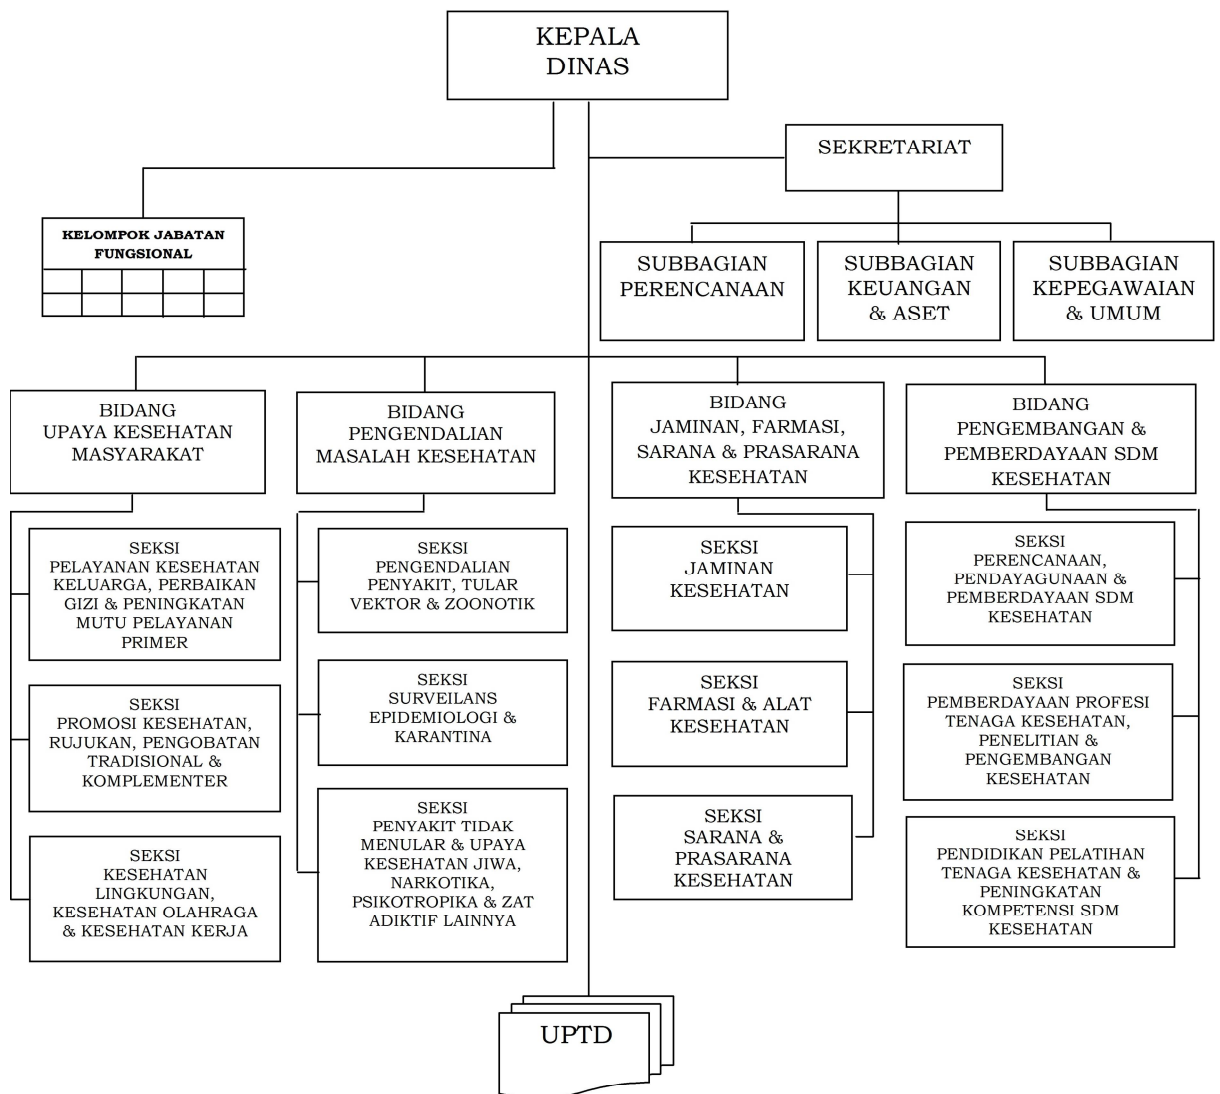 KEPALA
DINAS
SEKRETARIAT
KELOMPOK JABATAN
FUNGSIONAL
SUBBAGIAN
PERENCANAAN
SUBBAGIAN
KEUANGAN
& ASET
SUBBAGIAN
KEPEGAWAIAN
& UMUM
BIDANG
UPAYA KESEHATAN
MASYARAKAT
BIDANG
PENGENDALIAN
MASALAH KESEHATAN
BIDANG
JAMINAN, FARMASI,
SARANA & PRASARANA
KESEHATAN
BIDANG
PENGEMBANGAN &
PEMBERDAYAAN SDM
KESEHATAN
SEKSI
PELAYANAN KESEHATAN
KELUARGA, PERBAIKAN
GIZI & PENINGKATAN
MUTU PELAYANAN
PRIMER
SEKSI
PENGENDALIAN
PENYAKIT, TULAR
VEKTOR & ZOONOTIK
SEKSI
JAMINAN
KESEHATAN
SEKSI
PERENCANAAN,
PENDAYAGUNAAN &
PEMBERDAYAAN SDM
KESEHATAN
SEKSI
PROMOSI KESEHATAN,
RUJUKAN, PENGOBATAN
TRADISIONAL &
KOMPLEMENTER
SEKSI
SURVEILANS
EPIDEMIOLOGI &
KARANTINA
SEKSI
FARMASI & ALAT
KESEHATAN
SEKSI
PEMBERDAYAAN PROFESI
TENAGA KESEHATAN,
PENELITIAN &
PENGEMBANGAN
KESEHATAN
SEKSI
KESEHATAN
LINGKUNGAN,
KESEHATAN OLAHRAGA
& KESEHATAN KERJA
SEKSI
PENYAKIT TIDAK
MENULAR & UPAYA
KESEHATAN JIWA,
NARKOTIKA,
PSIKOTROPIKA & ZAT
ADIKTIF LAINNYA
SEKSI
SARANA &
PRASARANA
KESEHATAN
SEKSI
PENDIDIKAN PELATIHAN
TENAGA KESEHATAN &
PENINGKATAN
KOMPETENSI SDM
KESEHATAN
UPTD